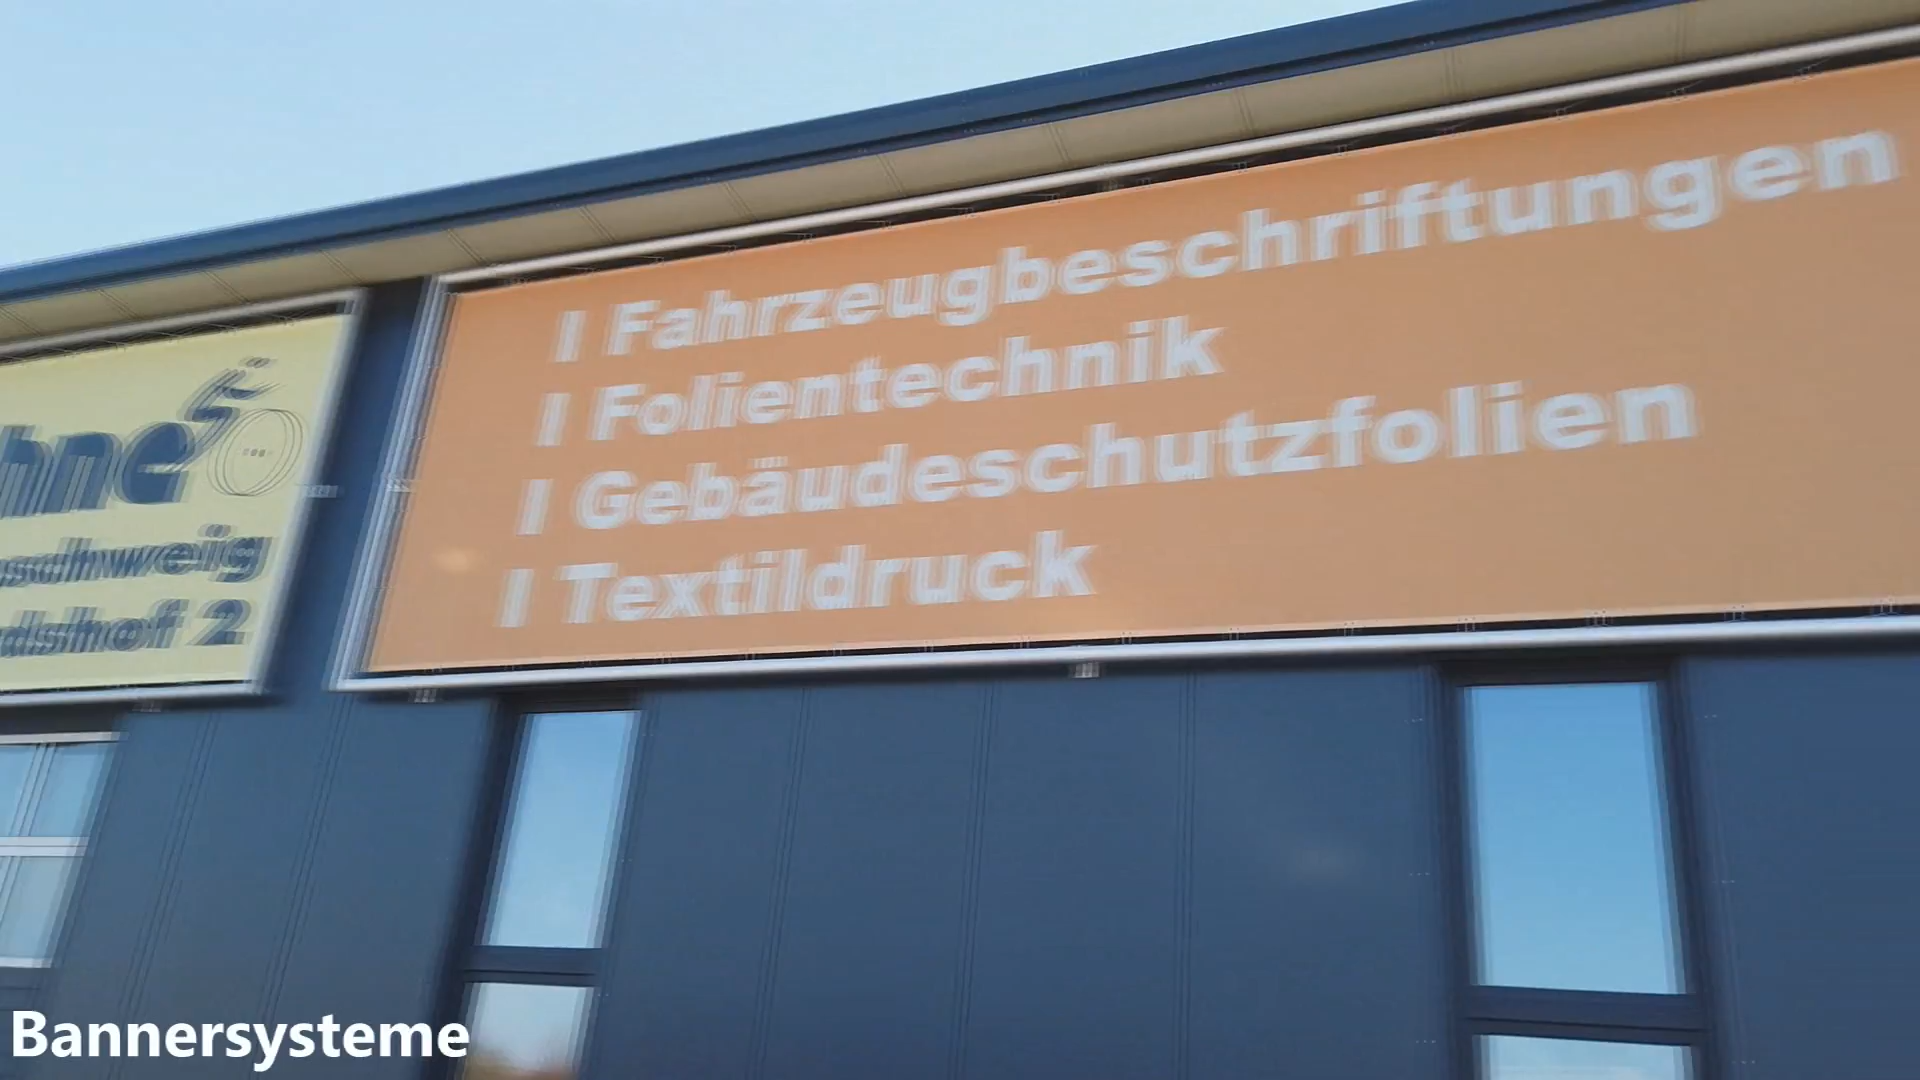 I Fahrzeugbeschriftungen
I Folientechnik
I Gebäudeschutzfolien
I Textildruck
Bannersysteme